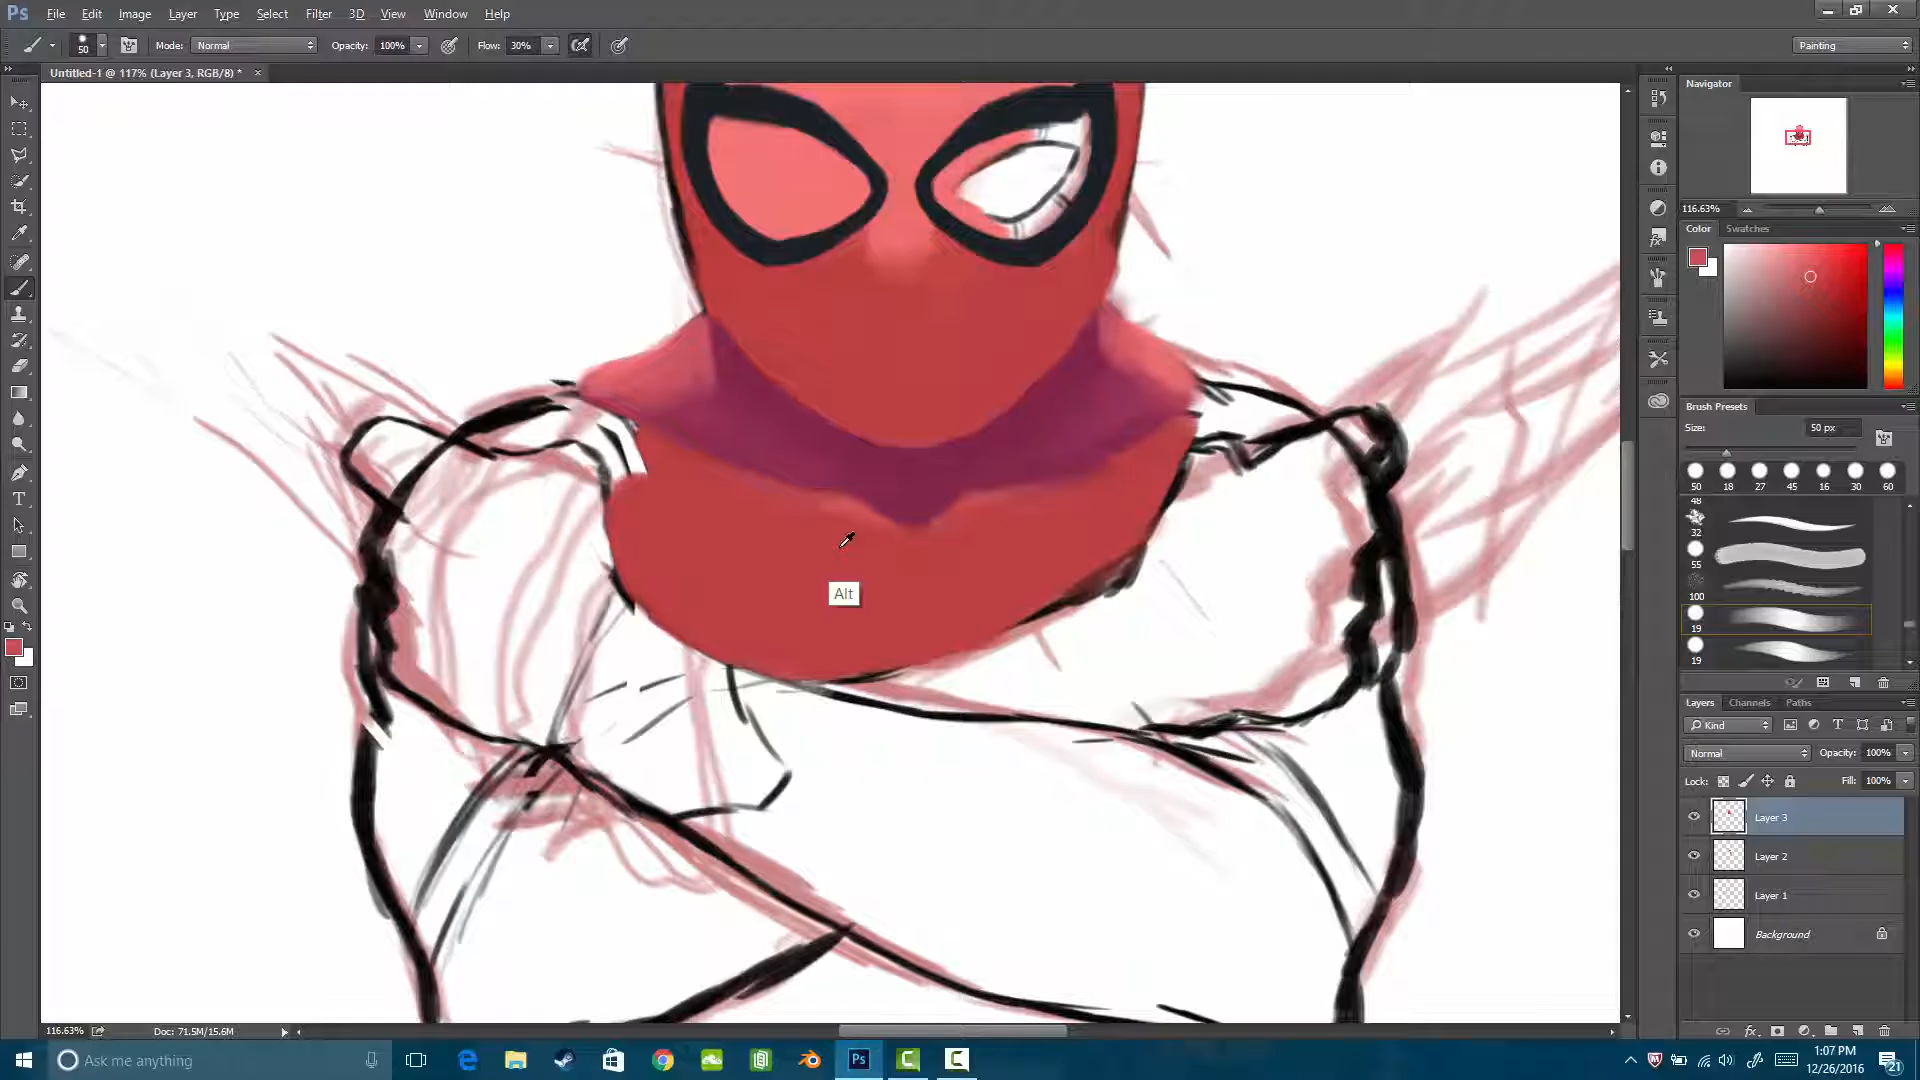 Ps File Edit Image Layer Type Select Filter 3D View Window Help
50 Mode: Normal Opacity: 100% Flow: 30% Painting
Untitled-1 @ 117% (Layer 3, RGB/8) * ×
Navigator
116.63%
Color Swatches
Brush Presets
Size: 50 px
50 18 27 45 16 30 60
48
32
55
100
19
19
Alt
T
Layers Channels Paths
Kind
Normal Opacity: 100%
Lock: Fill: 100%
Layer 3
Layer 2
Layer 1
Background
116.63% Doc: 71.5M/15.6M
Ask me anything
Ps
1:07 PM
12/26/2016
21